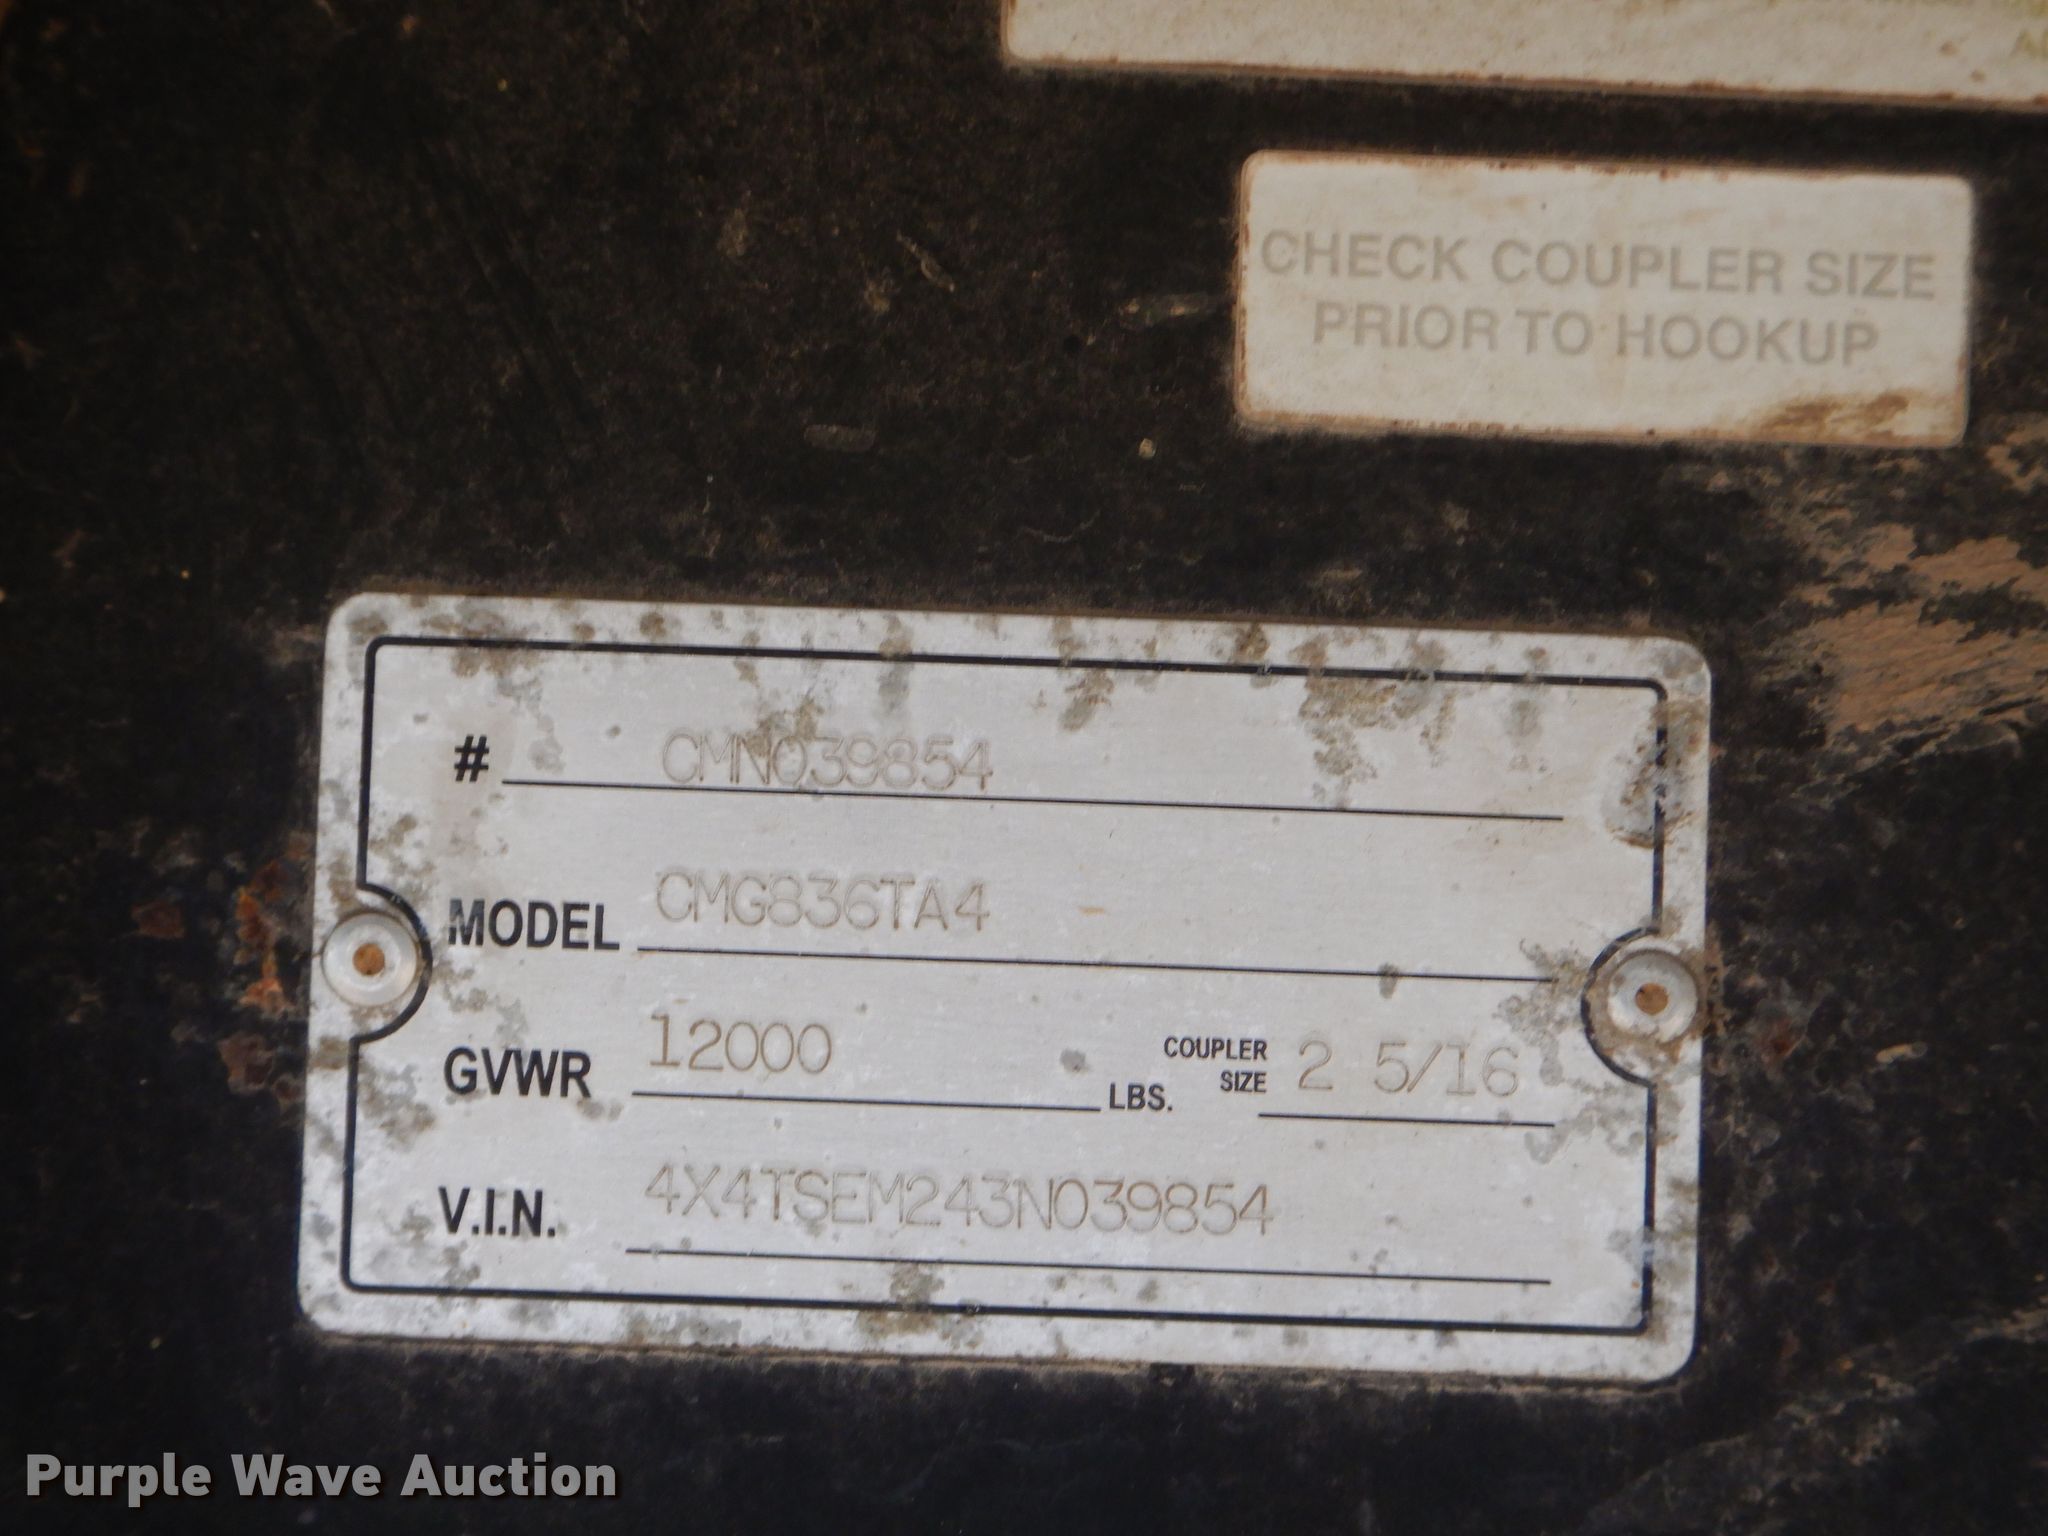 CHECK COUPLER SIZE
PRIOR TO HOOKUP
# CMN039854
MODEL CMG836TA4
GVWR 12000 LBS. COUPLER SIZE 2 5/16
V.I.N. 4X4TSEM243N039854
Purple Wave Auction